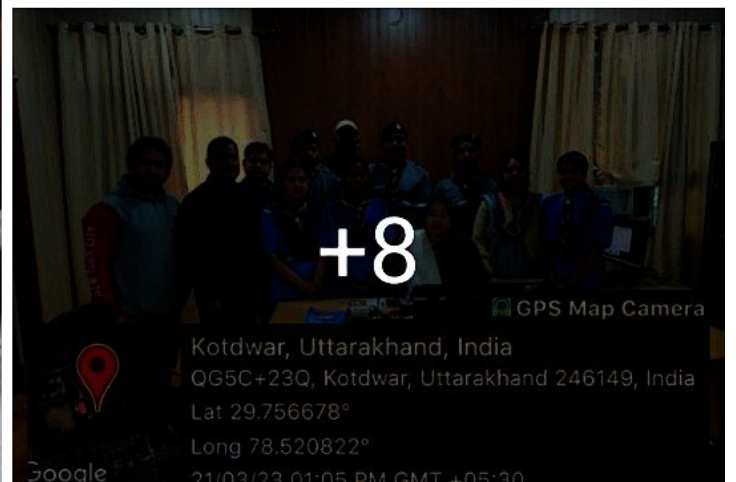 +8
GPS Map Camera
Kotdwar, Uttarakhand, India
QG5C+23Q, Kotdwar, Uttarakhand 246149, India
Lat 29.756678°
Long 78.520822°
21/03/23 01:05 PM GMT +05:30
Google